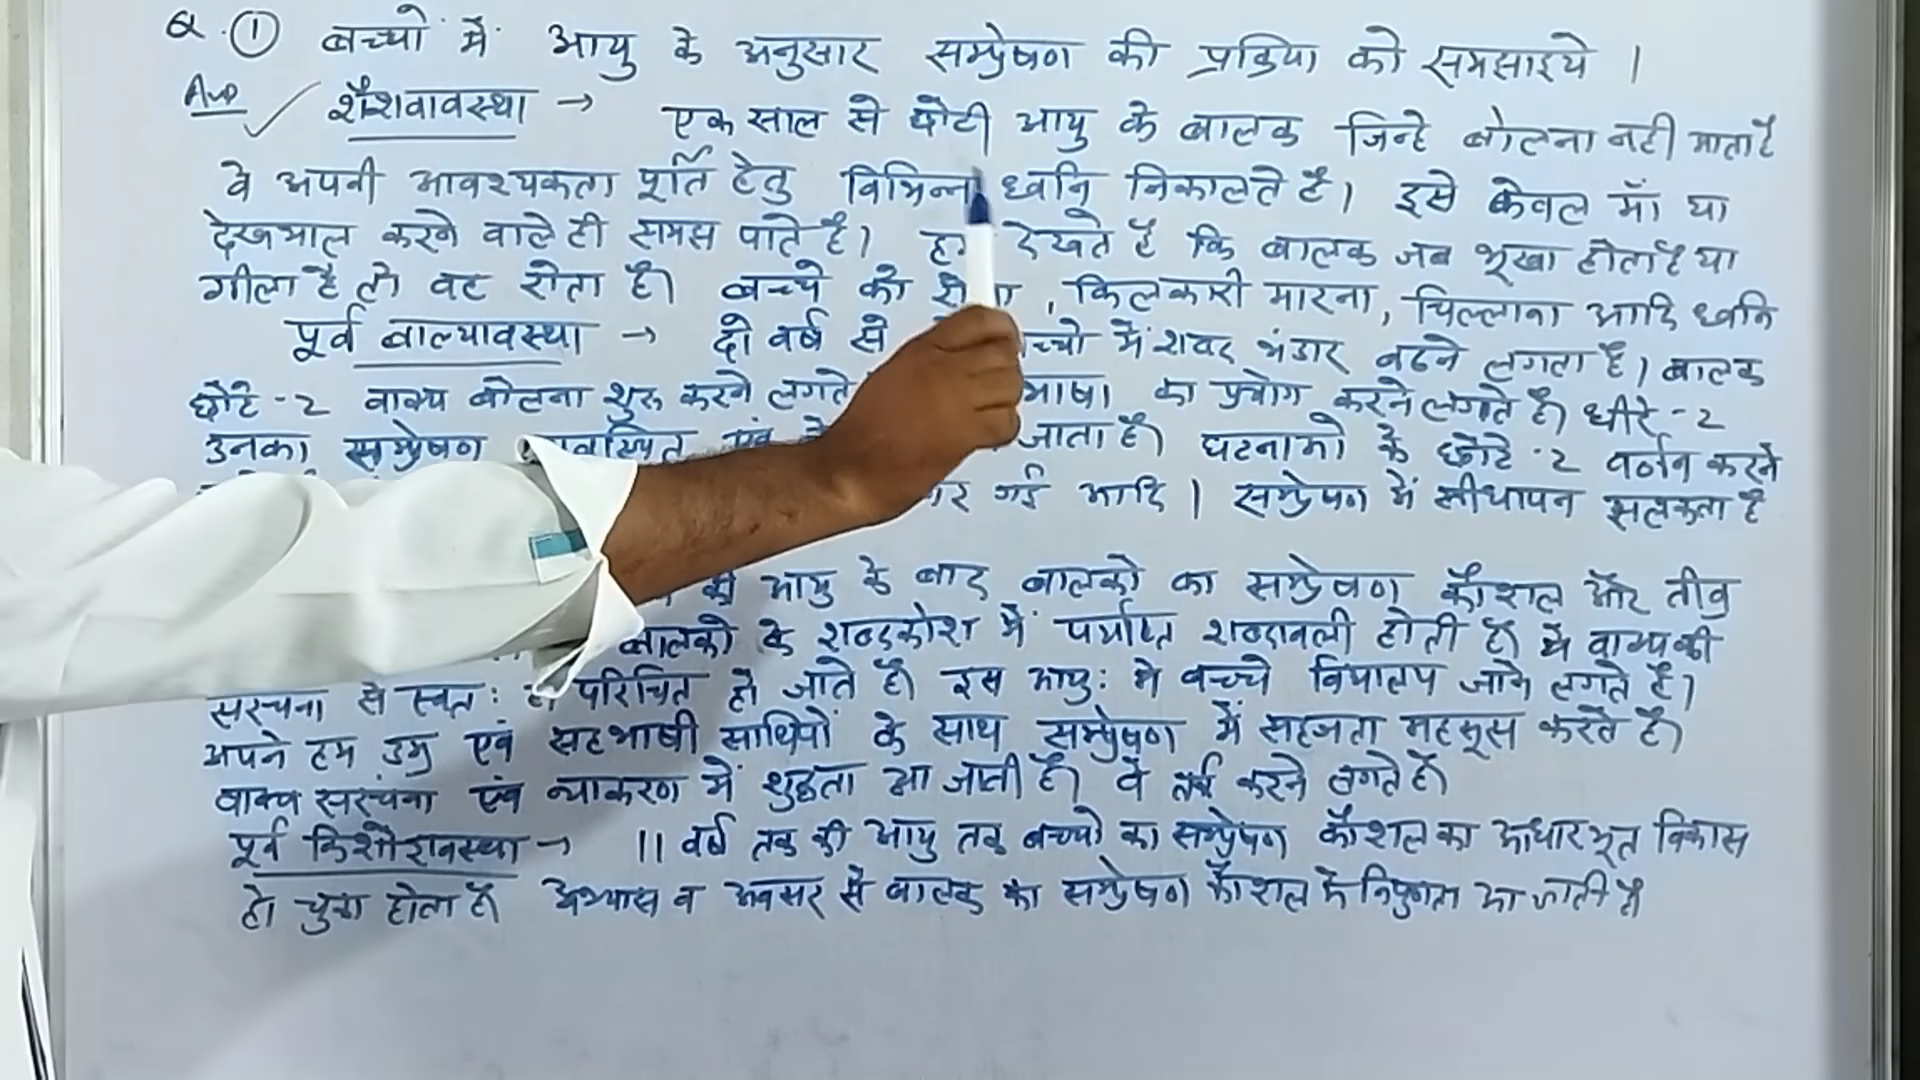 Q. ① बच्चो में आयु के अनुसार सम्प्रेषण की प्रक्रिया को समझाइये ।
Ans शैशवावस्था → एक साल से छोटी आयु के बालक जिन्हे बोलना नही आता है
वे अपनी आवश्यकता पूर्ति हेतु विभिन्न ध्वनि निकालते है। इसे केवल माँ या
देखभाल करने वाले ही समझ पाते है। देखते है कि बालक जब भूखा होता है या
गीला है तो वह रोता है। बच्चे को , किलकारी मारना, चिल्लाना आदि ध्वनि
पूर्व बाल्यावस्था → दो वर्ष से में शब्द भंडार बढने लगता है। बालक
छोटे-2 वाक्य बोलना शुरू करने लगते भाषा का प्रयोग करने लगते है। धीरे-2
उनका सम्प्रेषण एवं जाता है। घटनाओ के छोटे-2 वर्णन करने
गई आदि । सम्प्रेषण में सीधापन झलकता है
आयु के बाद बालको का सम्प्रेषण कौशल और तीव्र
बालको के शब्दकोश में पर्याप्त शब्दावली होती है। वे वाक्य की
संरचना से स्वत: परिचित हो जाते है। इस आयु: मे बच्चे विद्यालय जाने लगते है।
अपने हम उम्र एवं सहभाषी साथियों के साथ सम्प्रेषण में सहजता महसूस करते है।
वाक्य सरंचना एवं व्याकरण में शुद्धता आ जाती है। वे तर्क करने लगते है।
पूर्व किशोरावस्था → 11 वर्ष तक की आयु तक बच्चो का सम्प्रेषण कौशल का आधारभूत विकास
हो चुका होता है। अभ्यास व अवसर से बालक का सम्प्रेषण कौशल मे निपुणता आ जाती है।